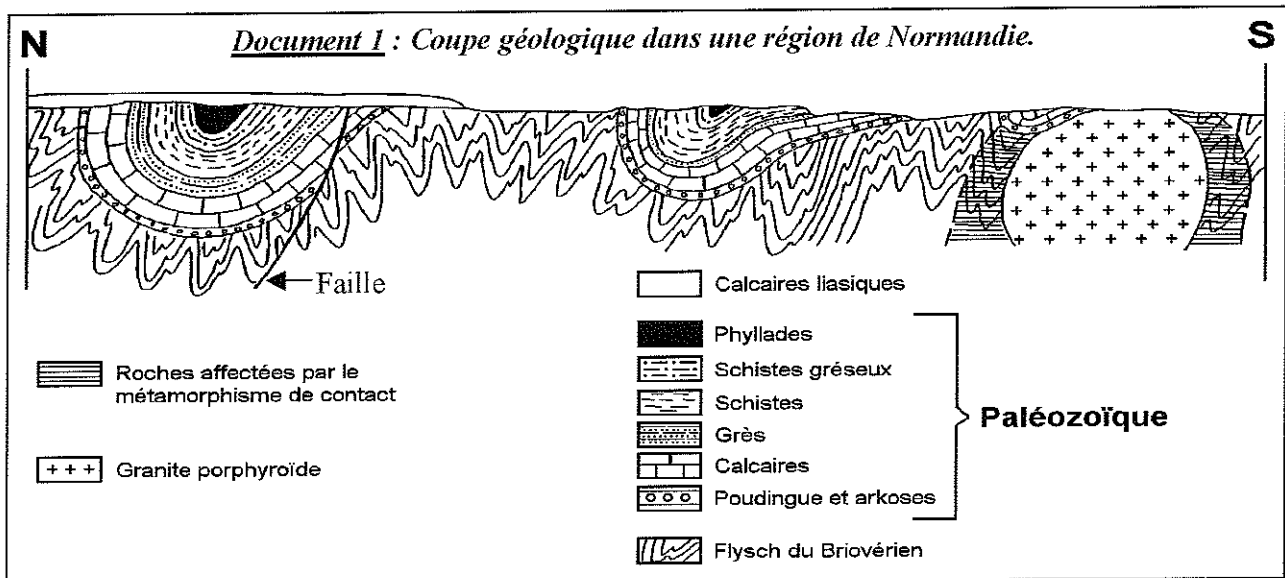 N
Document 1 : Coupe géologique dans une région de Normandie.
S
Faille
Roches affectées par le
métamorphisme de contact
+ + + Granite porphyroïde
Calcaires liasiques
Phyllades
Schistes gréseux
Schistes
Grès
Calcaires
Poudingue et arkoses
Paléozoïque
Flysch du Briovérien